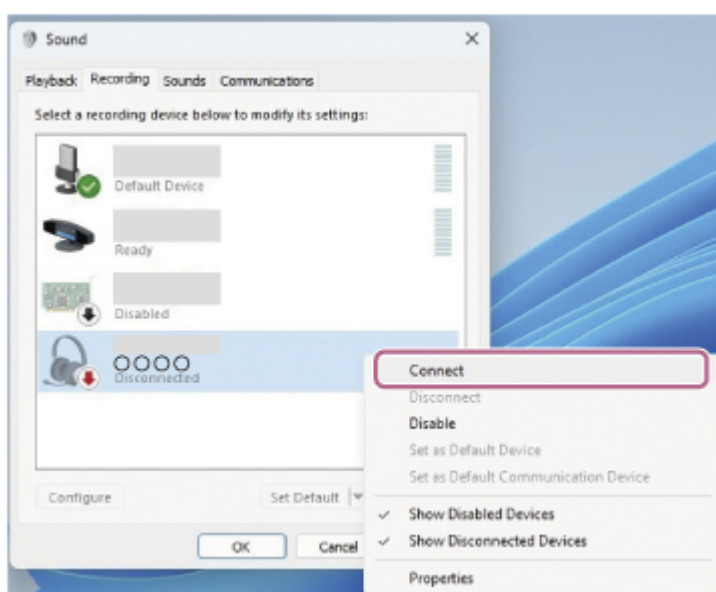 Sound
Playback Recording Sounds Communications
Select a recording device below to modify its settings:
Default Device
Ready
Disabled
○○○○
Disconnected
Configure
Set Default
OK
Cancel
Connect
Disconnect
Disable
Set as Default Device
Set as Default Communication Device
Show Disabled Devices
Show Disconnected Devices
Properties